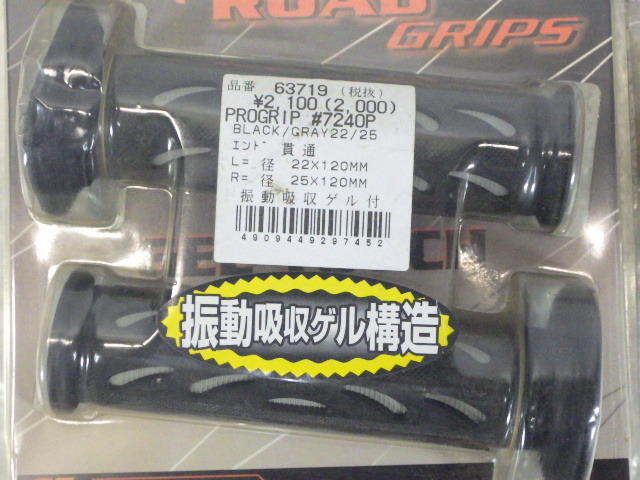 ROAD
GRIPS
品番 63719 (税抜)
¥2,100(2,000)
PROGRIP #7240P
BLACK/GRAY22/25
エンド 貫通
L= 径 22X120MM
R= 径 25X120MM
振動吸収ゲル付
4909449297452
振動吸収ゲル構造